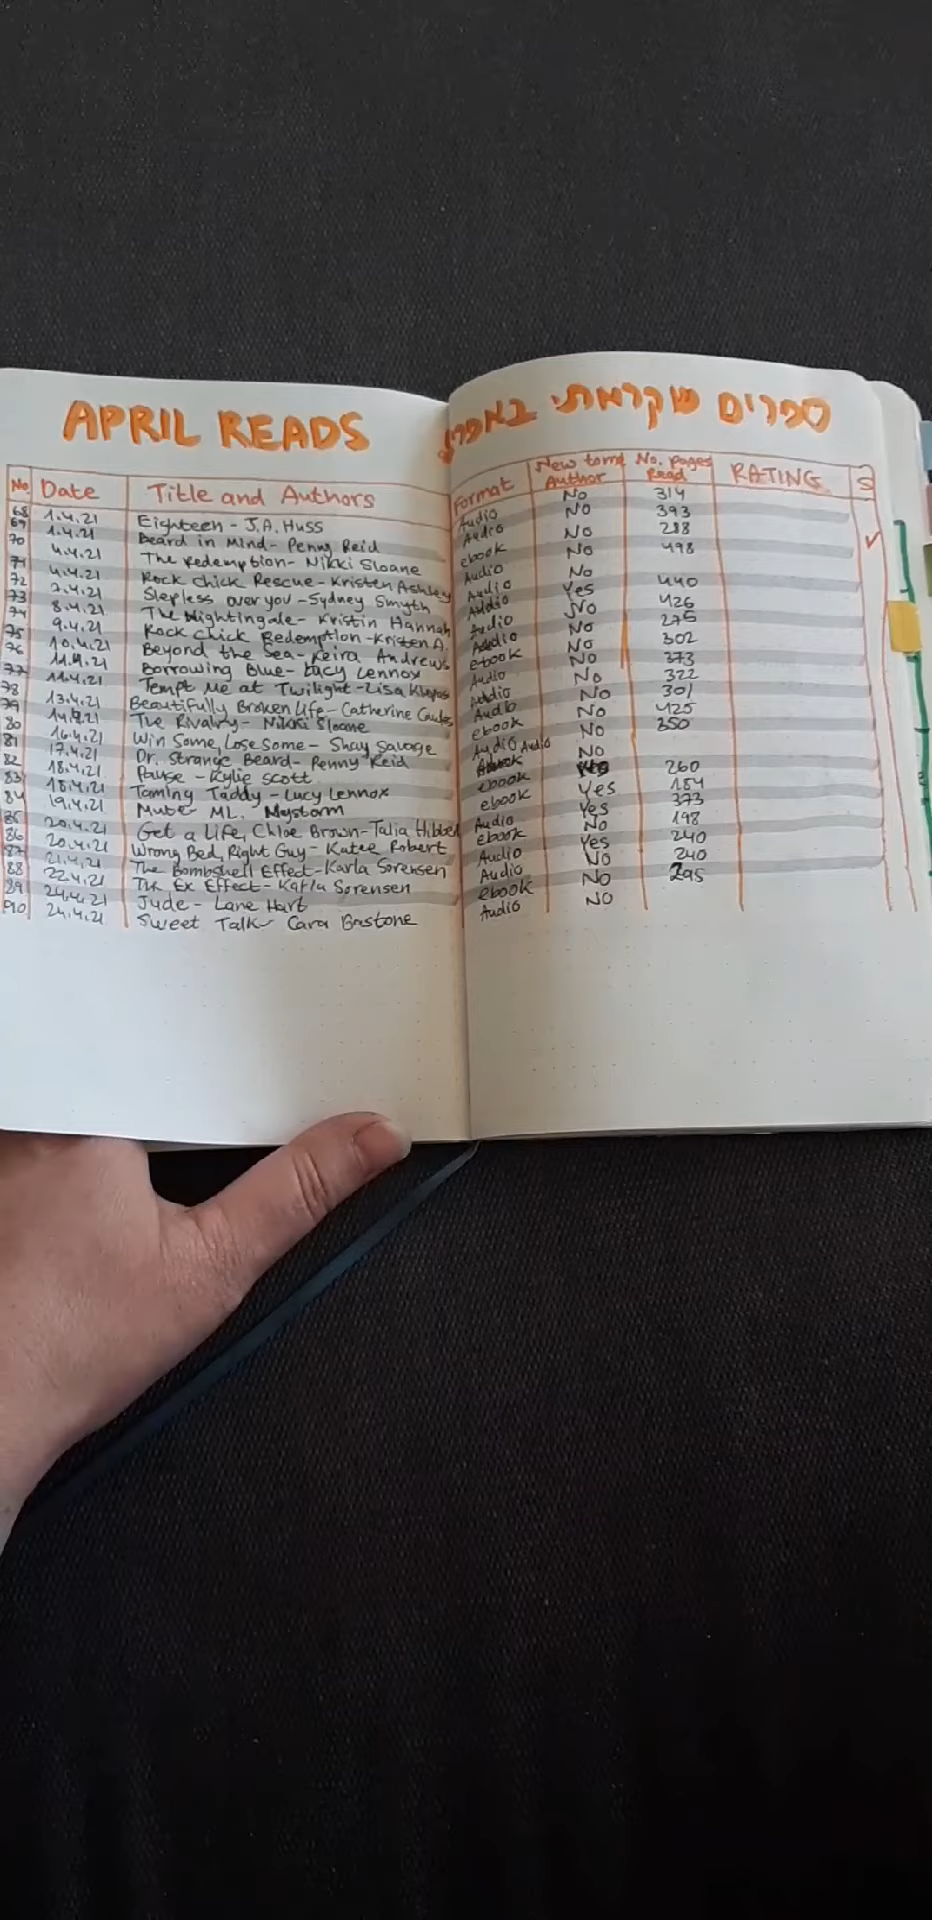 APRIL READS
No Date Title and Authors
68 1.4.21 Eighteen - J.A. Huss
69 1.4.21 Beard in Mind - Penny Reid
70 4.4.21 The Redemption - Nikki Sloane
71 4.4.21 Rock Chick Rescue - Kristen Ashley
72 7.4.21 Slepless over you - Sydney Smyth
73 8.4.21 The Nightingale - Kristin Hannah
74 9.4.21 Rock Chick Redemption - Kristen A.
75 10.4.21 Beyond the Sea - Keira Andrews
76 11.4.21 Borrowing Blue - Lucy Lennox
77 11.4.21 Tempt Me at Twilight - Lisa Kleypas
78 13.4.21 Beautifully Broken Life - Catherine Cowles
79 14.4.21 The Rivalry - Nikki Sloane
80 16.4.21 Win Some, Lose Some - Shay Savage
81 17.4.21 Dr. Strange Beard - Penny Reid
82 18.4.21 Pause - Kylie Scott
83 18.4.21 Taming Teddy - Lucy Lennox
84 19.4.21 Mute - ML. Nystorm
85 20.4.21 Get a Life, Chloe Brown - Talia Hibbert
86 20.4.21 Wrong Bed, Right Guy - Katee Robert
87 21.4.21 The Bombshell Effect - Karla Sorensen
88 22.4.21 The Ex Effect - Karla Sorensen
89 24.4.21 Jude - Lane Hart
90 24.4.21 Sweet Talk - Cara Bastone
ספרים שקראתי באפריל
Format New to me Author No. pages Read RATING S
Audio No 314
Audio No 393
ebook No 288
Audio No 498
Audio No
Audio Yes 440
Audio No 426
Audio No 275
ebook No 302
Audio No 373
Audio No 322
Audio No 301
ebook No 425
Audio No 350
Audio No
ebook 260
ebook Yes 184
Audio Yes 373
ebook No 198
Audio Yes 240
Audio No 240
ebook No 295
Audio No